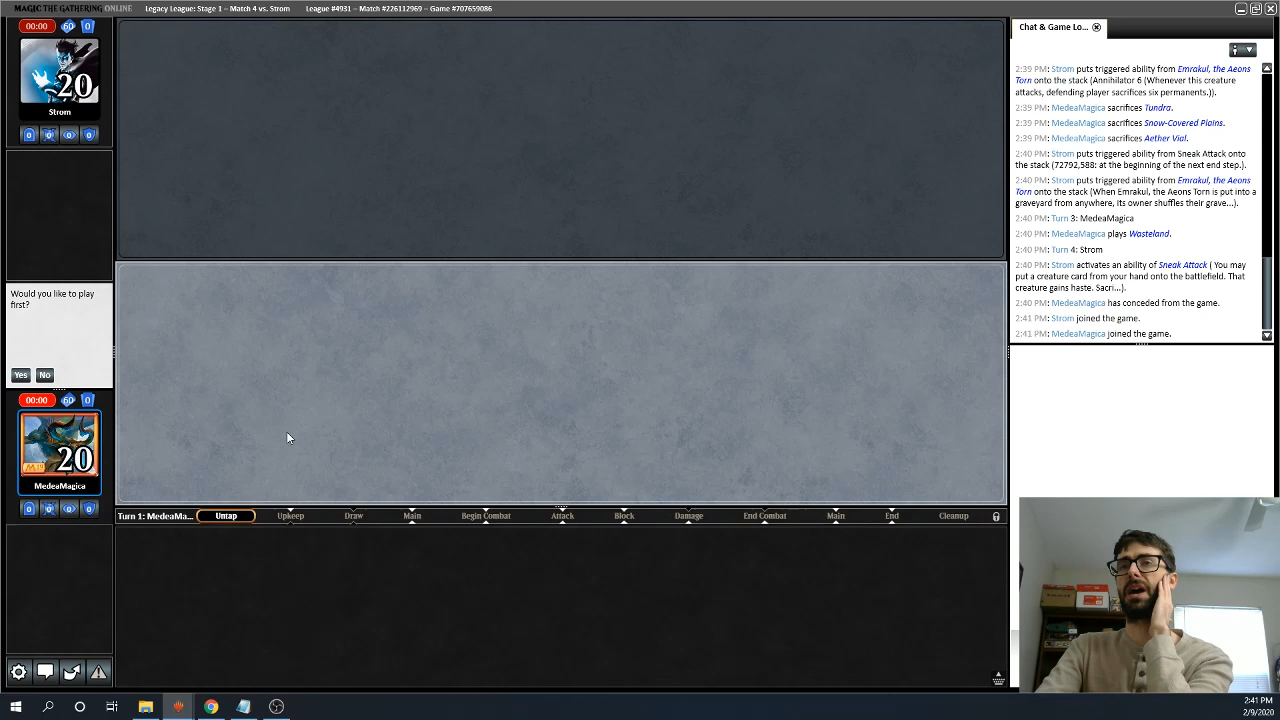 MAGIC THE GATHERING ONLINE Legacy League: Stage 1 – Match 4 vs. Strom League #4931 – Match #226112969 – Game #707659086
00:00 60 0
20
Strom
0 0 0 0
Would you like to play
first?
Yes No
00:00 60 0
M19 20
MedeaMagica
0 0 0 0
Turn 1: MedeaMa... Untap Upkeep Draw Main Begin Combat Attack Block Damage End Combat Main End Cleanup
Chat & Game Lo...
2:39 PM: Strom puts triggered ability from Emrakul, the Aeons
Torn onto the stack (Annihilator 6 (Whenever this creature
attacks, defending player sacrifices six permanents.)).
2:39 PM: MedeaMagica sacrifices Tundra.
2:39 PM: MedeaMagica sacrifices Snow-Covered Plains.
2:39 PM: MedeaMagica sacrifices Aether Vial.
2:40 PM: Strom puts triggered ability from Sneak Attack onto
the stack (72792,588: at the beginning of the next end step.).
2:40 PM: Strom puts triggered ability from Emrakul, the Aeons
Torn onto the stack (When Emrakul, the Aeons Torn is put into a
graveyard from anywhere, its owner shuffles their grave...).
2:40 PM: Turn 3: MedeaMagica
2:40 PM: MedeaMagica plays Wasteland.
2:40 PM: Turn 4: Strom
2:40 PM: Strom activates an ability of Sneak Attack ( You may
put a creature card from your hand onto the battlefield. That
creature gains haste. Sacri...).
2:40 PM: MedeaMagica has conceded from the game.
2:41 PM: Strom joined the game.
2:41 PM: MedeaMagica joined the game.
2:41 PM
2/9/2020